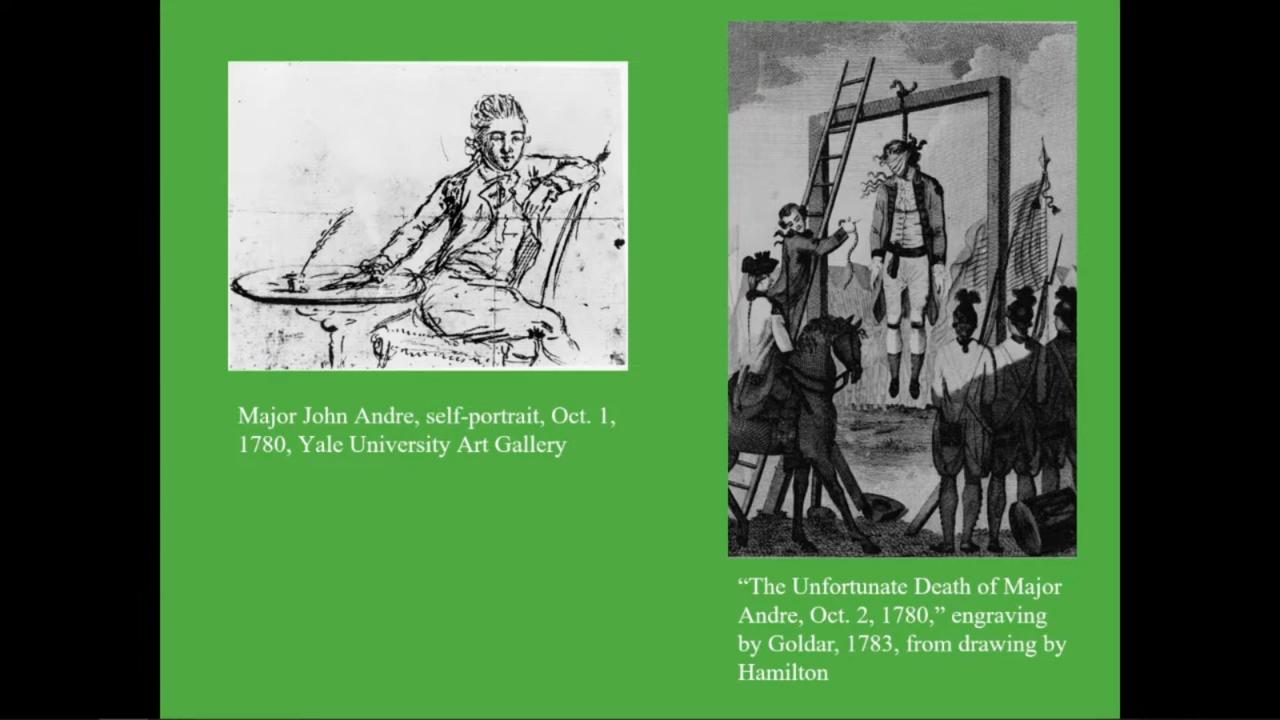 Major John Andre, self-portrait, Oct. 1,
1780, Yale University Art Gallery
“The Unfortunate Death of Major
Andre, Oct. 2, 1780,” engraving
by Goldar, 1783, from drawing by
Hamilton